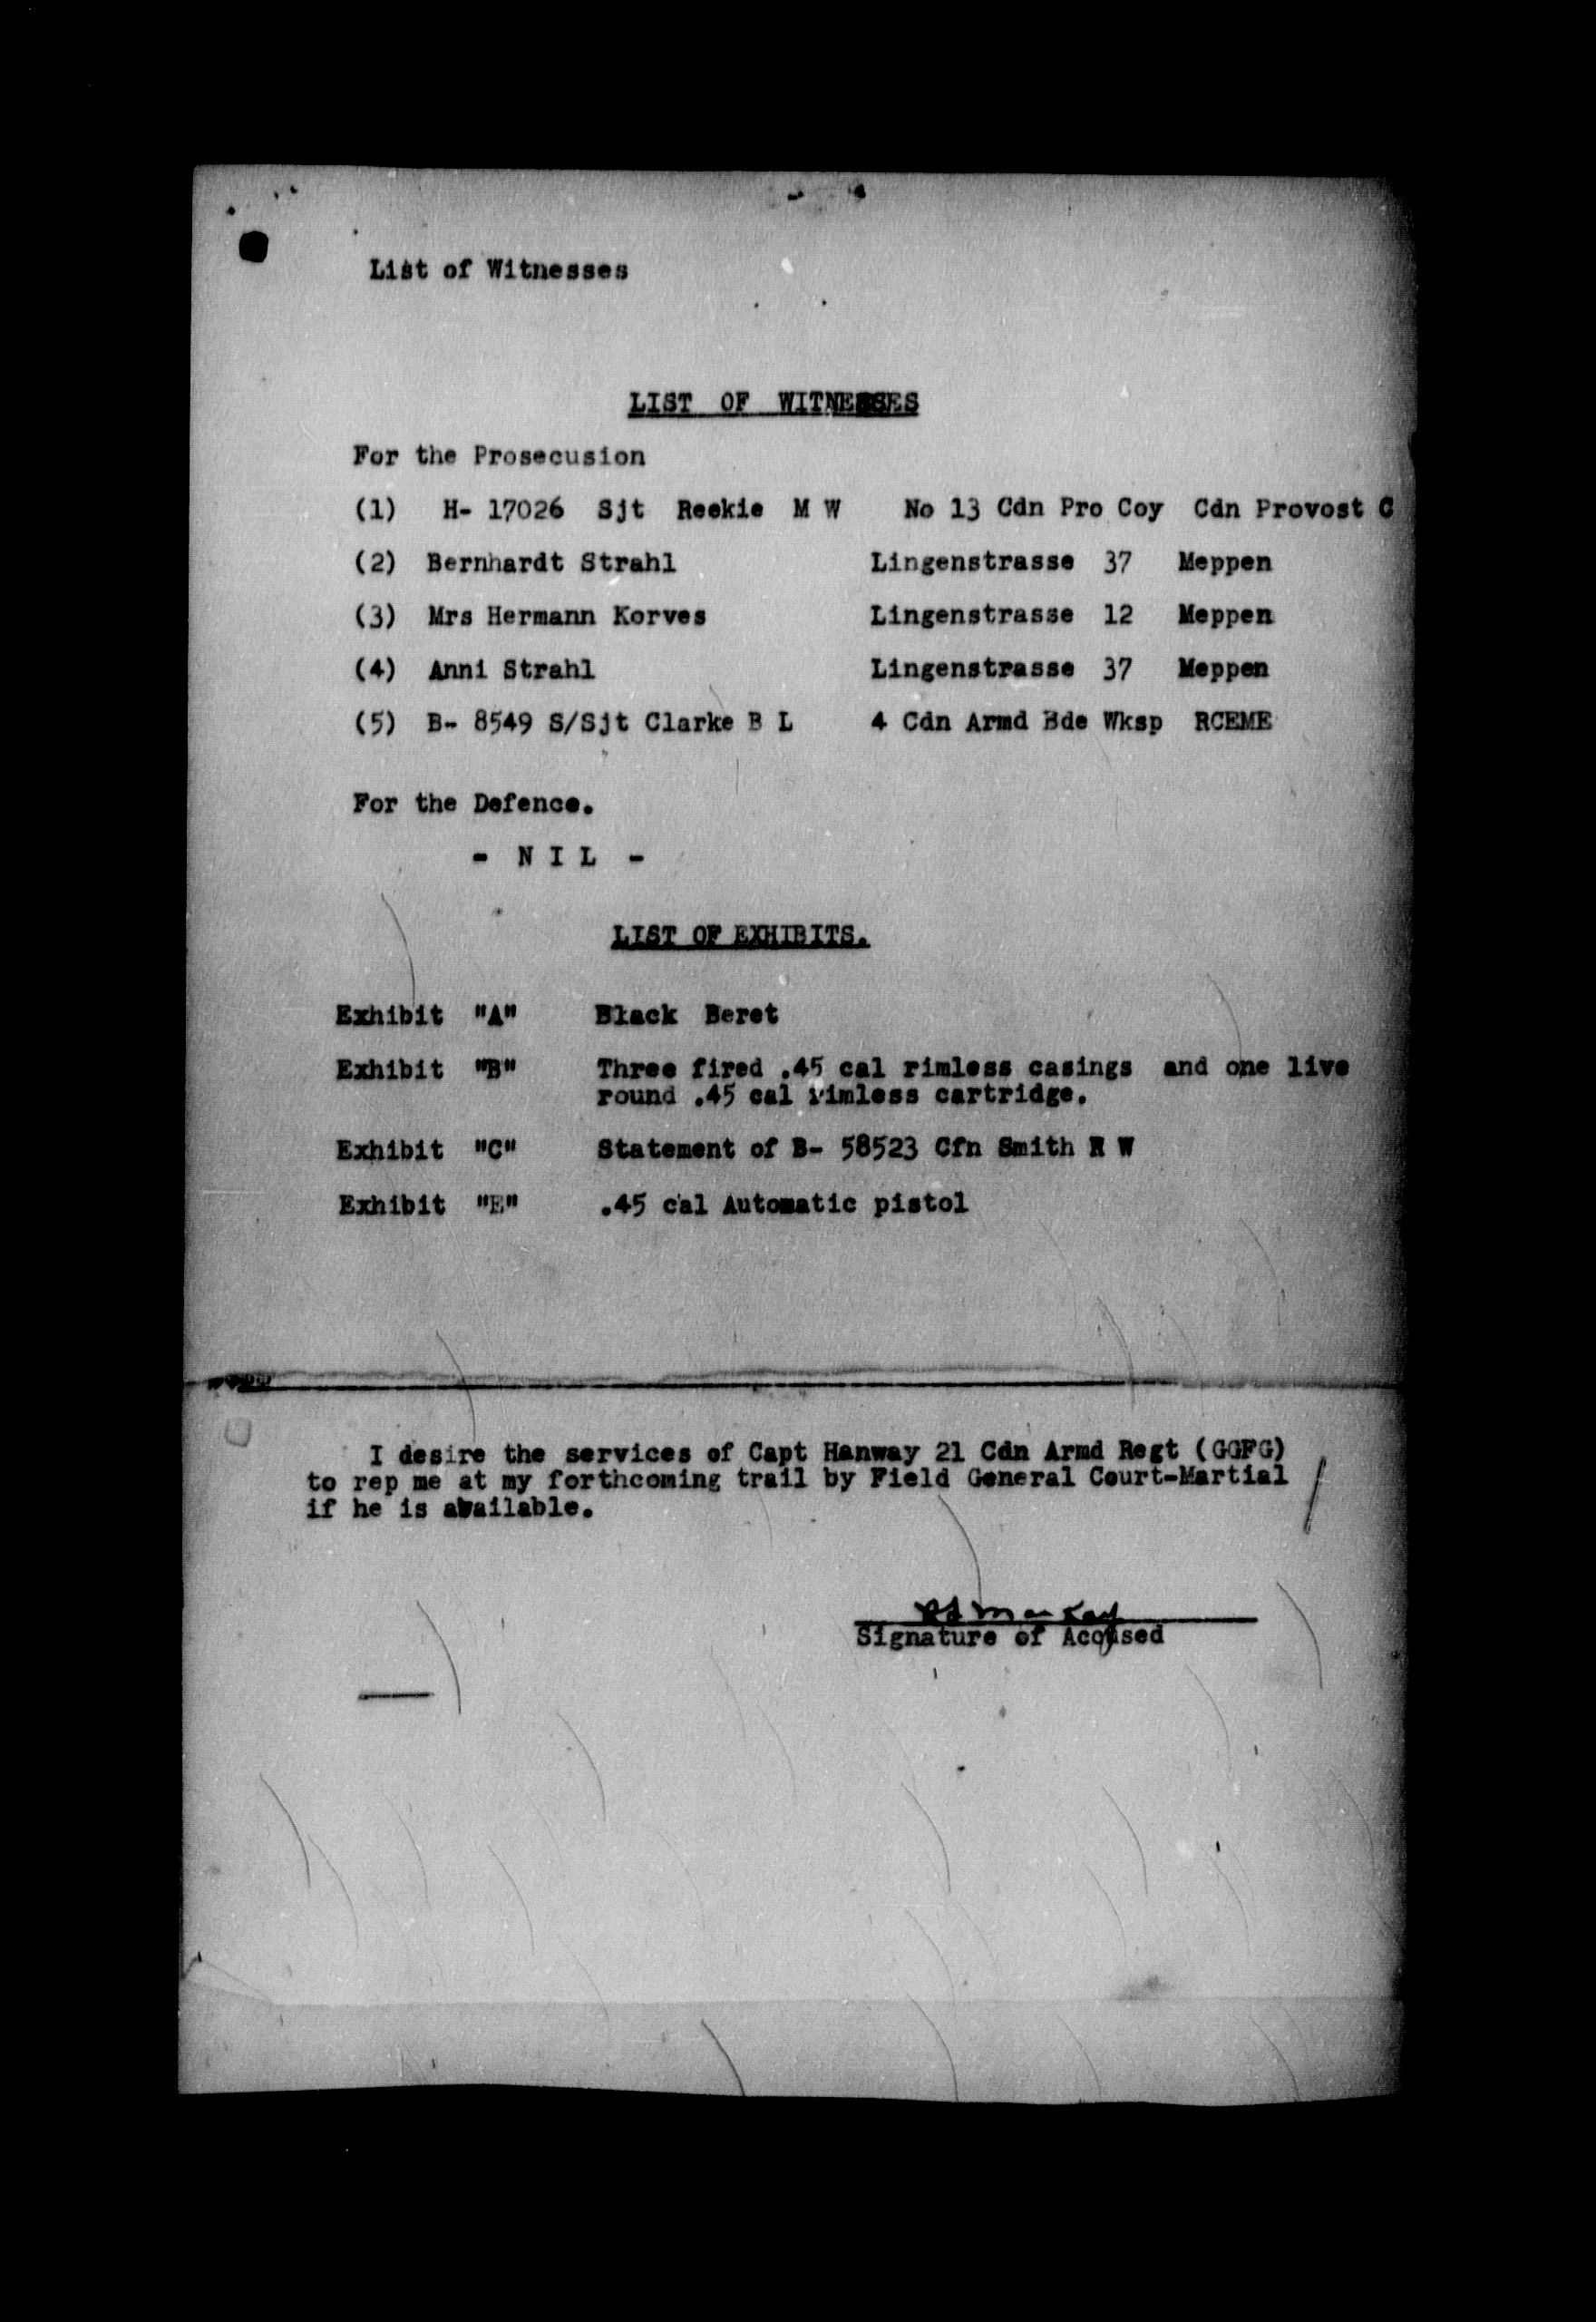 List of Witnesses
LIST OF WITNESSES
For the Prosecusion
(1) H- 17026 Sjt Reekie M W No 13 Cdn Pro Coy Cdn Provost C
(2) Bernhardt Strahl Lingenstrasse 37 Meppen
(3) Mrs Hermann Korves Lingenstrasse 12 Meppen
(4) Anni Strahl Lingenstrasse 37 Meppen
(5) B- 8549 S/Sjt Clarke B L 4 Cdn Armd Bde Wksp RCEME
For the Defence.
- N I L -
LIST OF EXHIBITS.
Exhibit "A" Black Beret
Exhibit "B" Three fired .45 cal rimless casings and one live
round .45 cal rimless cartridge.
Exhibit "C" Statement of B- 58523 Cfn Smith R W
Exhibit "E" .45 cal Automatic pistol
I desire the services of Capt Hanway 21 Cdn Armd Regt (GGFG)
to rep me at my forthcoming trail by Field General Court-Martial
if he is available.
Signature of Accused